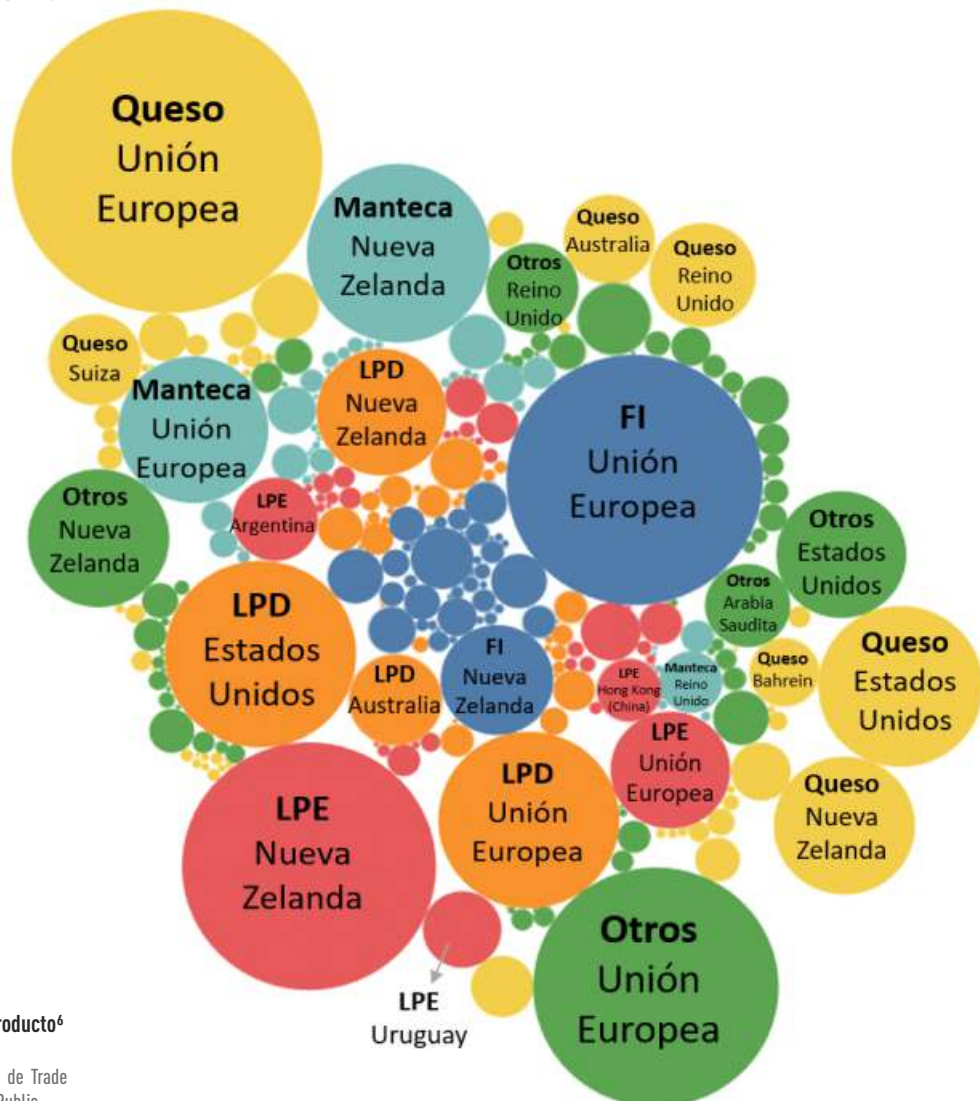 Queso
Unión
Europea
Manteca
Nueva
Zelanda
Queso
Australia
Queso
Reino
Unido
Otros
Reino
Unido
Queso
Suiza
Manteca
Unión
Europea
LPD
Nueva
Zelanda
FI
Unión
Europea
Otros
Nueva
Zelanda
LPE
Argentina
Otros
Estados
Unidos
Otros
Arabia
Saudita
LPD
Estados
Unidos
LPD
Australia
FI
Nueva
Zelanda
LPE
Hong Kong
(China)
Manteca
Reino
Unido
Queso
Bahrein
Queso
Estados
Unidos
LPE
Unión
Europea
LPE
Nueva
Zelanda
LPD
Unión
Europea
Queso
Nueva
Zelanda
Otros
Unión
Europea
LPE
Uruguay
roducto⁶
de Trade